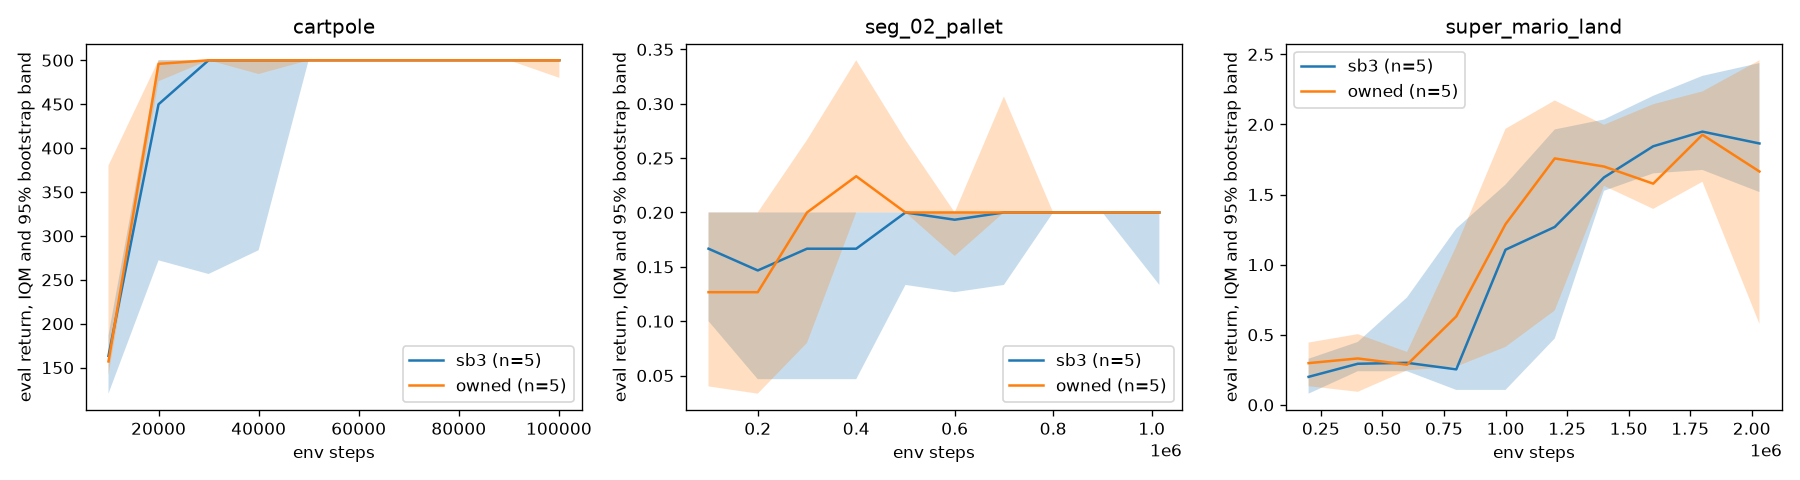 cartpole
eval return, IQM and 95% bootstrap band
500
450
400
350
300
250
200
150
sb3 (n=5)
owned (n=5)
20000 40000 60000 80000 100000
env steps
seg_02_pallet
eval return, IQM and 95% bootstrap band
0.35
0.30
0.25
0.20
0.15
0.10
0.05
sb3 (n=5)
owned (n=5)
0.2 0.4 0.6 0.8 1.0
1e6
env steps
super_mario_land
eval return, IQM and 95% bootstrap band
2.5
2.0
1.5
1.0
0.5
0.0
sb3 (n=5)
owned (n=5)
0.25 0.50 0.75 1.00 1.25 1.50 1.75 2.00
1e6
env steps